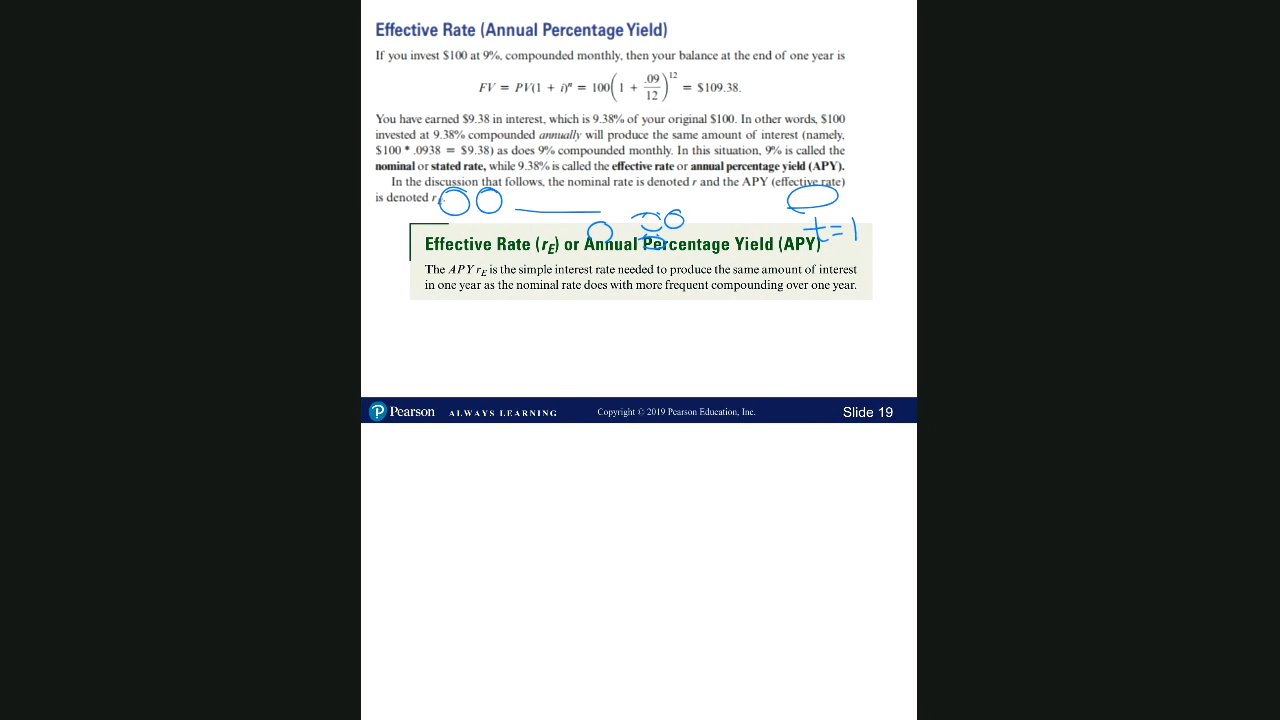 Effective Rate (Annual Percentage Yield)
If you invest $100 at 9%, compounded monthly, then your balance at the end of one year is
FV = PV(1 + i)ⁿ = 100(1 + .09/12)¹² = $109.38.
You have earned $9.38 in interest, which is 9.38% of your original $100. In other words, $100
invested at 9.38% compounded annually will produce the same amount of interest (namely,
$100 * .0938 = $9.38) as does 9% compounded monthly. In this situation, 9% is called the
nominal or stated rate, while 9.38% is called the effective rate or annual percentage yield (APY).
In the discussion that follows, the nominal rate is denoted r and the APY (effective rate)
is denoted r_E.
t = 1
Effective Rate (r_E) or Annual Percentage Yield (APY)
The APY r_E is the simple interest rate needed to produce the same amount of interest
in one year as the nominal rate does with more frequent compounding over one year.
P Pearson ALWAYS LEARNING Copyright © 2019 Pearson Education, Inc. Slide 19